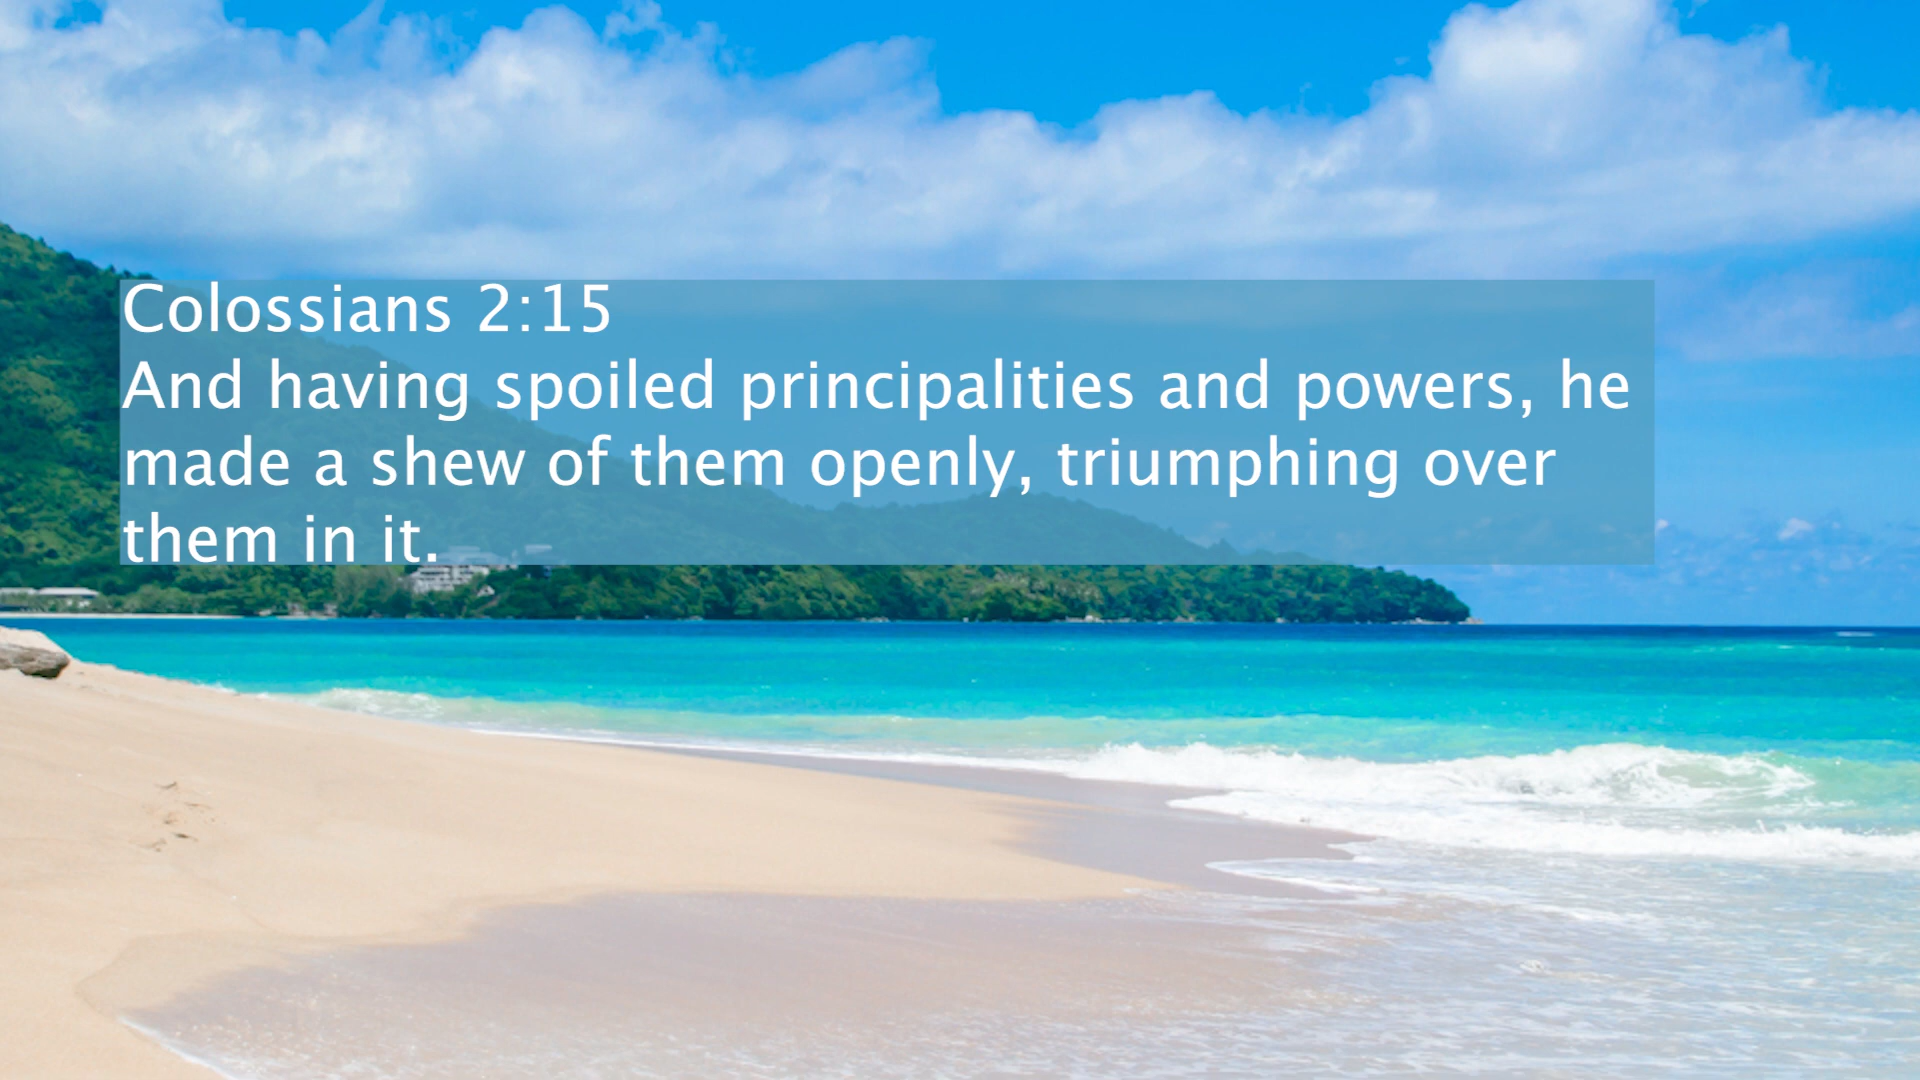 Colossians 2:15
And having spoiled principalities and powers, he
made a shew of them openly, triumphing over
them in it.